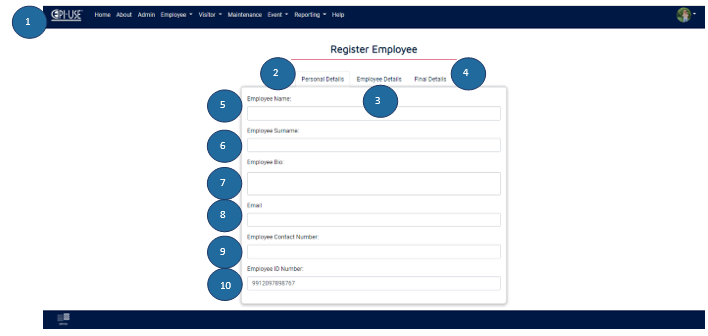 1
EPI-USE Home About Admin Employee Visitor Maintenance Event Reporting Help
Register Employee
2 Personal Details Employee Details Final Details 4
3
Employee Name:
5
Employee Surname:
6
Employee Bio:
7
Email
8
Employee Contact Number:
9
Employee ID Number:
10 9912097898767